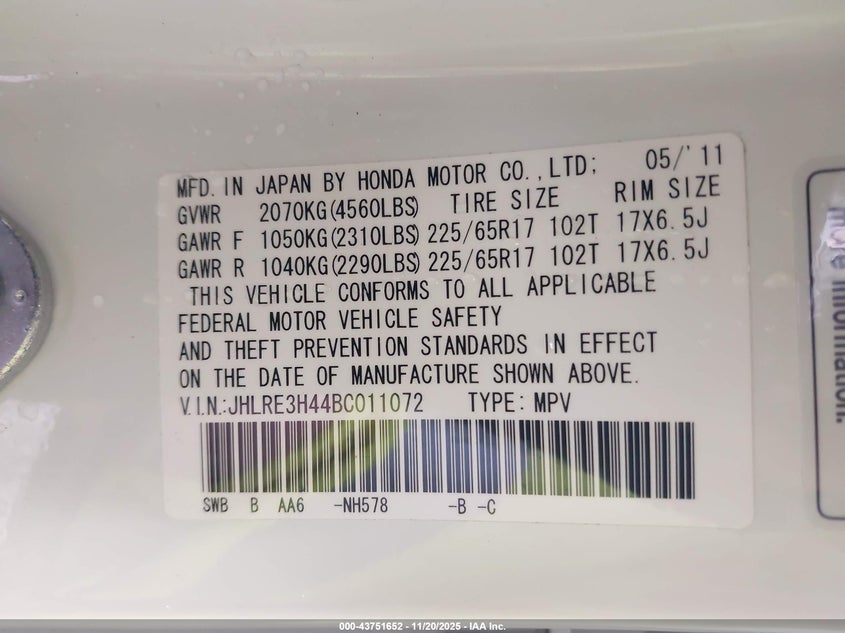 MFD. IN JAPAN BY HONDA MOTOR CO.,LTD; 05/'11
GVWR 2070KG(4560LBS) TIRE SIZE RIM SIZE
GAWR F 1050KG(2310LBS) 225/65R17 102T 17X6.5J
GAWR R 1040KG(2290LBS) 225/65R17 102T 17X6.5J
THIS VEHICLE CONFORMS TO ALL APPLICABLE
FEDERAL MOTOR VEHICLE SAFETY
AND THEFT PREVENTION STANDARDS IN EFFECT
ON THE DATE OF MANUFACTURE SHOWN ABOVE.
V.I.N.:JHLRE3H44BC011072 TYPE: MPV
SWB B AA6 -NH578 -B -C
more information.
000-43751652 - 11/20/2025 - IAA Inc.